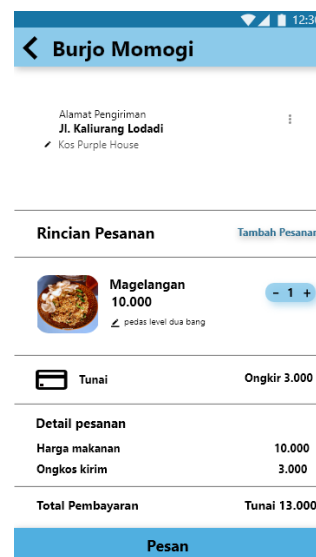 12:30
Burjo Momogi
Alamat Pengiriman
Jl. Kaliurang Lodadi
Kos Purple House
Rincian Pesanan
Tambah Pesanan
Magelangan
10.000
- 1 +
pedas level dua bang
Tunai
Ongkir 3.000
Detail pesanan
Harga makanan 10.000
Ongkos kirim 3.000
Total Pembayaran Tunai 13.000
Pesan